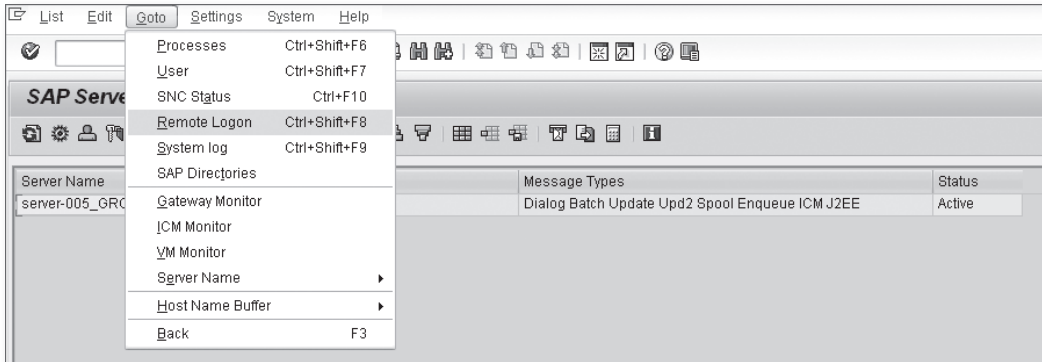 List Edit Goto Settings System Help
Processes Ctrl+Shift+F6
User Ctrl+Shift+F7
SAP Serve
SNC Status Ctrl+F10
Remote Logon Ctrl+Shift+F8
System log Ctrl+Shift+F9
SAP Directories
Server Name Message Types Status
server-005_GRC Dialog Batch Update Upd2 Spool Enqueue ICM J2EE Active
Gateway Monitor
ICM Monitor
VM Monitor
Server Name
Host Name Buffer
Back F3